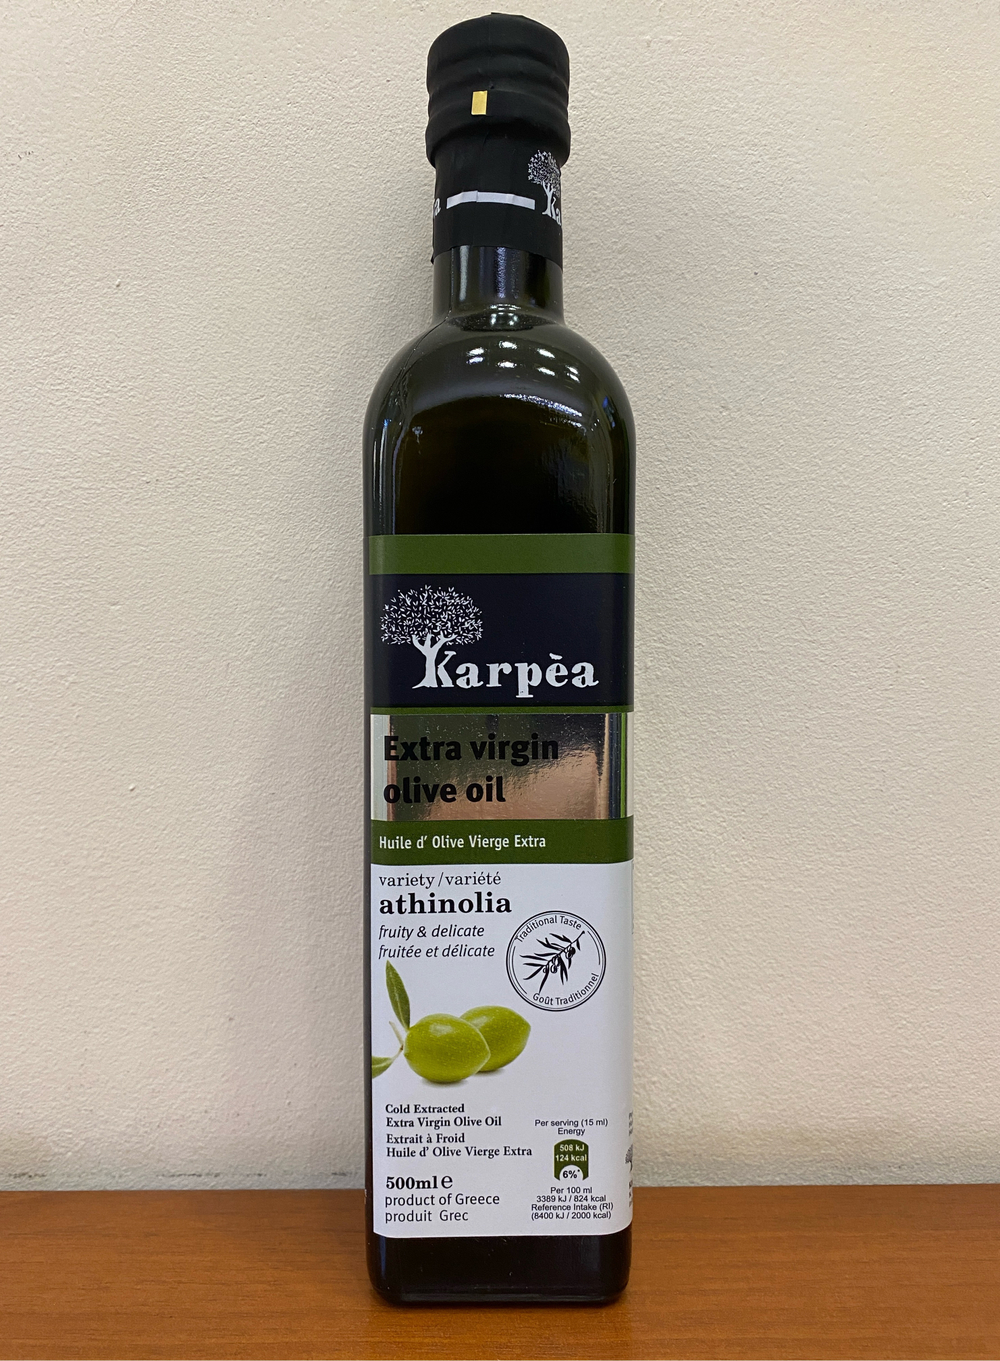 Karpèa
Extra virgin
olive oil
Huile d' Olive Vierge Extra
variety/variété
athinolia
fruity & delicate
fruitée et délicate
Traditional Taste
Goût Traditionnel
Cold Extracted
Extra Virgin Olive Oil
Extrait à Froid
Huile d' Olive Vierge Extra
500ml e
product of Greece
produit Grec
Per serving (15 ml)
Energy
508 kJ
124 kcal
6%*
Per 100 ml
3389 kJ / 824 kcal
Reference Intake (RI)
(8400 kJ / 2000 kcal)